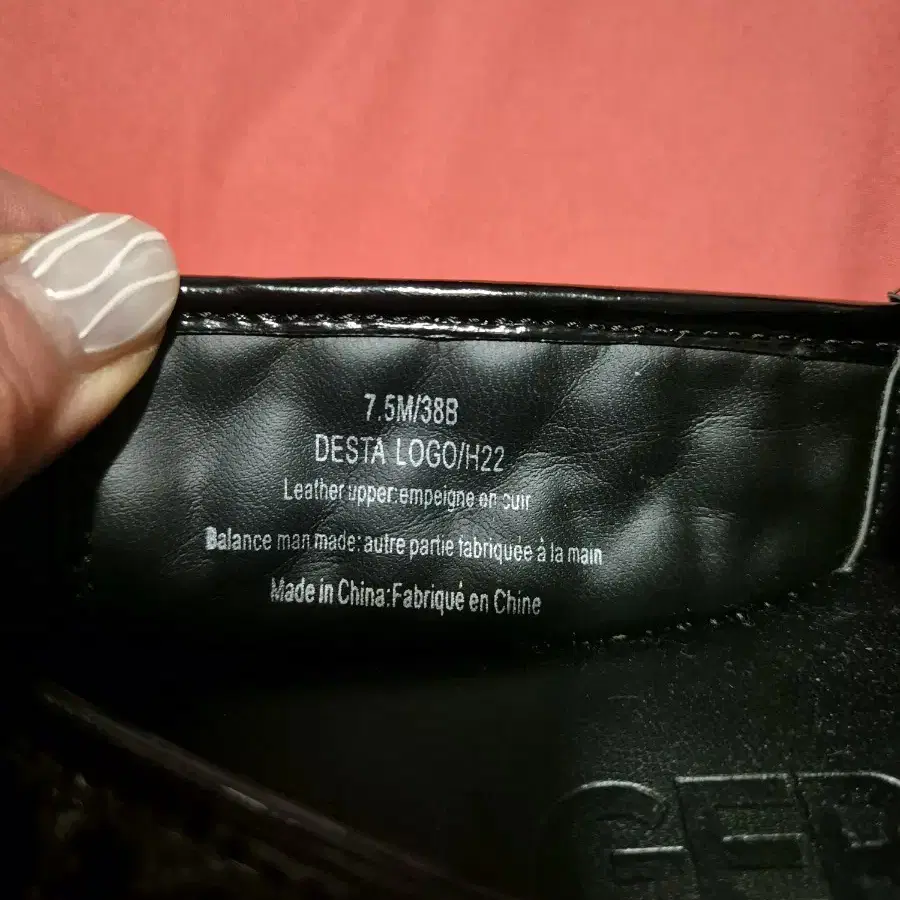 7.5M/38B
DESTA LOGO/H22
Leather upper:empeigne en cuir
Balance man made:autre partie fabriquée à la main
Made in China:Fabriqué en Chine
GER